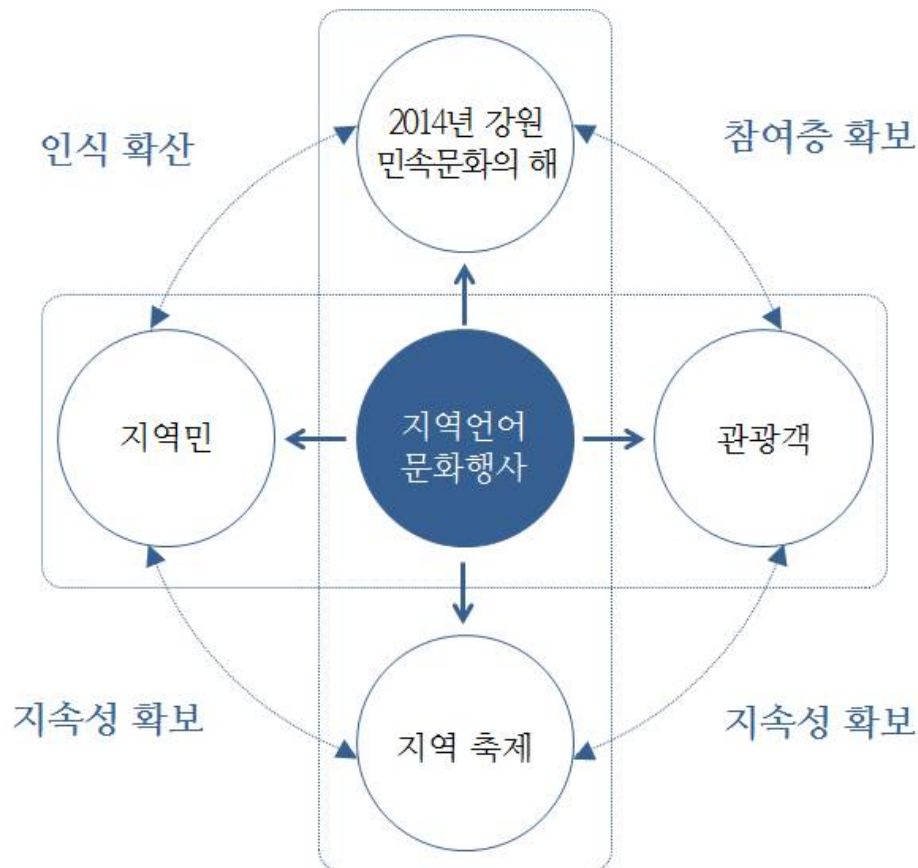 2014년 강원
민속문화의 해
인식 확산
참여층 확보
지역민
지역언어
문화행사
관광객
지속성 확보
지속성 확보
지역 축제